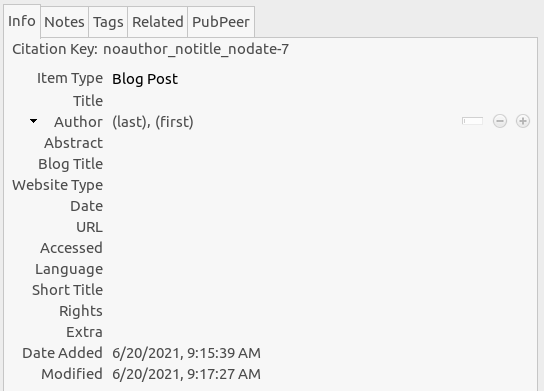 Info Notes Tags Related PubPeer
Citation Key: noauthor_notitle_nodate-7
Item Type Blog Post
Title
Author (last), (first)
Abstract
Blog Title
Website Type
Date
URL
Accessed
Language
Short Title
Rights
Extra
Date Added 6/20/2021, 9:15:39 AM
Modified 6/20/2021, 9:17:27 AM